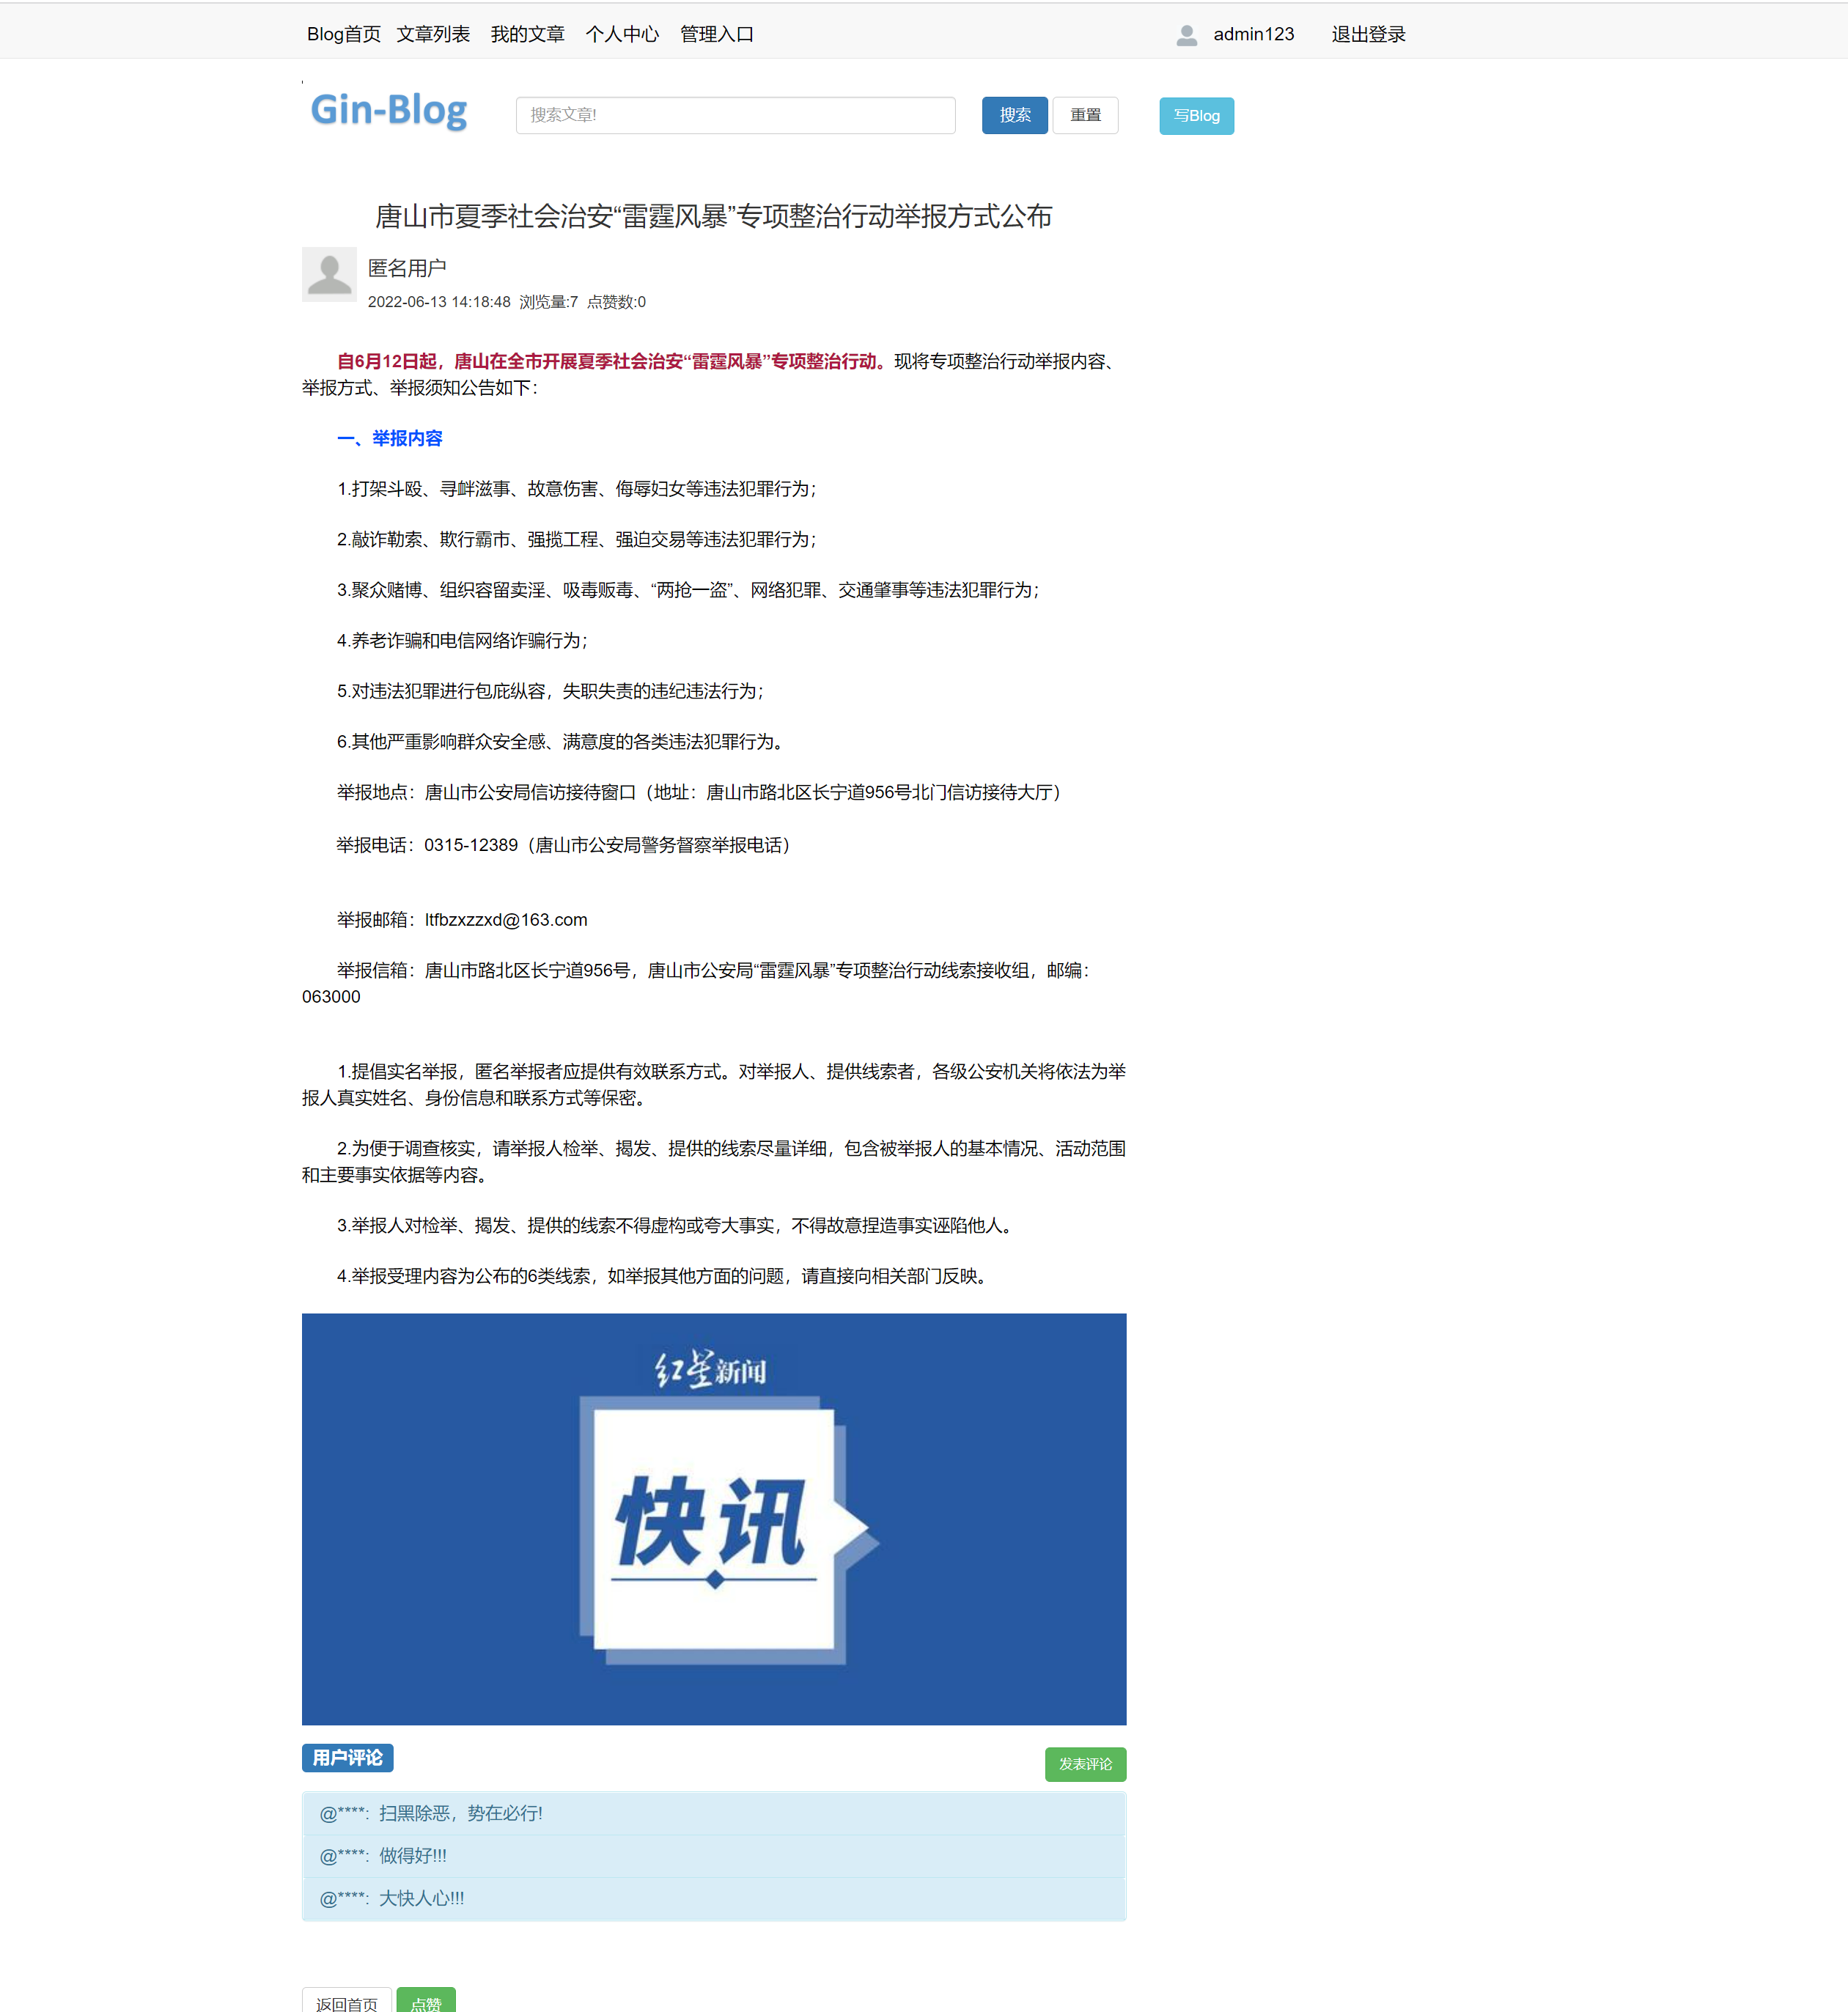 Blog首页 文章列表 我的文章 个人中心 管理入口 admin123 退出登录
Gin-Blog 搜索文章! 搜索 重置 写Blog
唐山市夏季社会治安“雷霆风暴”专项整治行动举报方式公布
匿名用户
2022-06-13 14:18:48 浏览量:7 点赞数:0
自6月12日起，唐山在全市开展夏季社会治安“雷霆风暴”专项整治行动。现将专项整治行动举报内容、
举报方式、举报须知公告如下：
一、举报内容
1.打架斗殴、寻衅滋事、故意伤害、侮辱妇女等违法犯罪行为；
2.敲诈勒索、欺行霸市、强揽工程、强迫交易等违法犯罪行为；
3.聚众赌博、组织容留卖淫、吸毒贩毒、“两抢一盗”、网络犯罪、交通肇事等违法犯罪行为；
4.养老诈骗和电信网络诈骗行为；
5.对违法犯罪进行包庇纵容，失职失责的违纪违法行为；
6.其他严重影响群众安全感、满意度的各类违法犯罪行为。
举报地点：唐山市公安局信访接待窗口（地址：唐山市路北区长宁道956号北门信访接待大厅）
举报电话：0315-12389（唐山市公安局警务督察举报电话）
举报邮箱：ltfbzxzzxd@163.com
举报信箱：唐山市路北区长宁道956号，唐山市公安局“雷霆风暴”专项整治行动线索接收组，邮编：
063000
1.提倡实名举报，匿名举报者应提供有效联系方式。对举报人、提供线索者，各级公安机关将依法为举
报人真实姓名、身份信息和联系方式等保密。
2.为便于调查核实，请举报人检举、揭发、提供的线索尽量详细，包含被举报人的基本情况、活动范围
和主要事实依据等内容。
3.举报人对检举、揭发、提供的线索不得虚构或夸大事实，不得故意捏造事实诬陷他人。
4.举报受理内容为公布的6类线索，如举报其他方面的问题，请直接向相关部门反映。
红星新闻
快讯
用户评论 发表评论
@****: 扫黑除恶，势在必行!
@****: 做得好!!!
@****: 大快人心!!!
返回首页 点赞